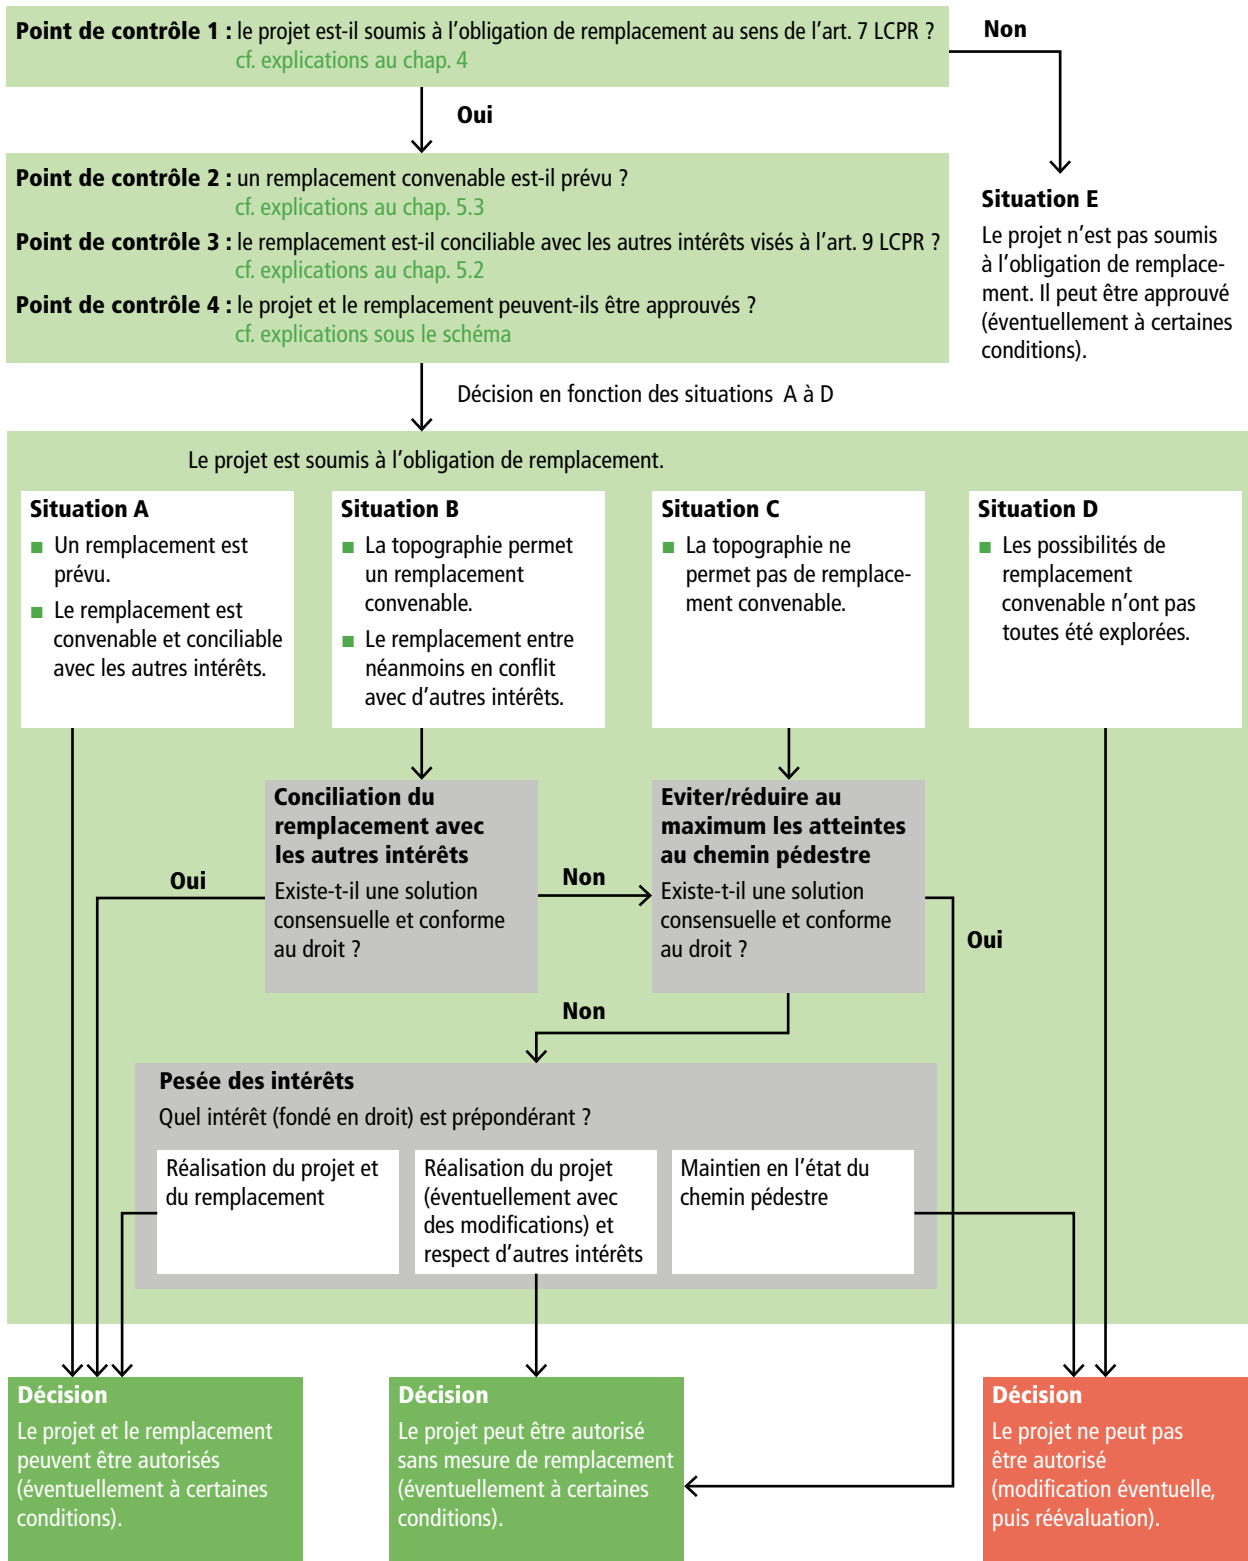 Point de contrôle 1 : le projet est-il soumis à l’obligation de remplacement au sens de l’art. 7 LCPR ?
cf. explications au chap. 4
Non
Oui
Point de contrôle 2 : un remplacement convenable est-il prévu ?
cf. explications au chap. 5.3
Point de contrôle 3 : le remplacement est-il conciliable avec les autres intérêts visés à l’art. 9 LCPR ?
cf. explications au chap. 5.2
Point de contrôle 4 : le projet et le remplacement peuvent-ils être approuvés ?
cf. explications sous le schéma
Situation E
Le projet n’est pas soumis
à l’obligation de remplace-
ment. Il peut être approuvé
(éventuellement à certaines
conditions).
Décision en fonction des situations A à D
Le projet est soumis à l’obligation de remplacement.
Situation A
■ Un remplacement est
prévu.
■ Le remplacement est
convenable et conciliable
avec les autres intérêts.
Situation B
■ La topographie permet
un remplacement
convenable.
■ Le remplacement entre
néanmoins en conflit
avec d’autres intérêts.
Situation C
■ La topographie ne
permet pas de remplace-
ment convenable.
Situation D
■ Les possibilités de
remplacement
convenable n’ont pas
toutes été explorées.
Conciliation du
remplacement avec
les autres intérêts
Existe-t-il une solution
consensuelle et conforme
au droit ?
Oui
Non
Eviter/réduire au
maximum les atteintes
au chemin pédestre
Existe-t-il une solution
consensuelle et conforme
au droit ?
Oui
Non
Pesée des intérêts
Quel intérêt (fondé en droit) est prépondérant ?
Réalisation du projet et
du remplacement
Réalisation du projet
(éventuellement avec
des modifications) et
respect d’autres intérêts
Maintien en l’état du
chemin pédestre
Décision
Le projet et le remplacement
peuvent être autorisés
(éventuellement à certaines
conditions).
Décision
Le projet peut être autorisé
sans mesure de remplacement
(éventuellement à certaines
conditions).
Décision
Le projet ne peut pas
être autorisé
(modification éventuelle,
puis réévaluation).